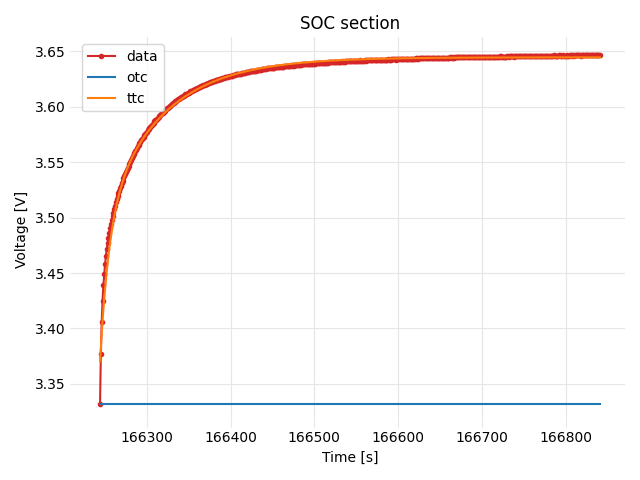 SOC section
data
otc
ttc
3.65
3.60
3.55
3.50
3.45
3.40
3.35
Voltage [V]
166300 166400 166500 166600 166700 166800
Time [s]